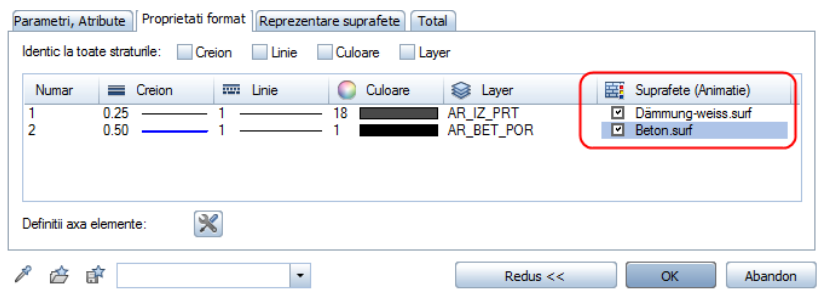 Parametri, Atribute Proprietati format Reprezentare suprafete Total
Identic la toate straturile: Creion Linie Culoare Layer
Numar Creion Linie Culoare Layer Suprafete (Animatie)
1 0.25 1 18 AR_IZ_PRT Dämmung-weiss.surf
2 0.50 1 1 AR_BET_POR Beton.surf
Definitii axa elemente:
Redus << OK Abandon